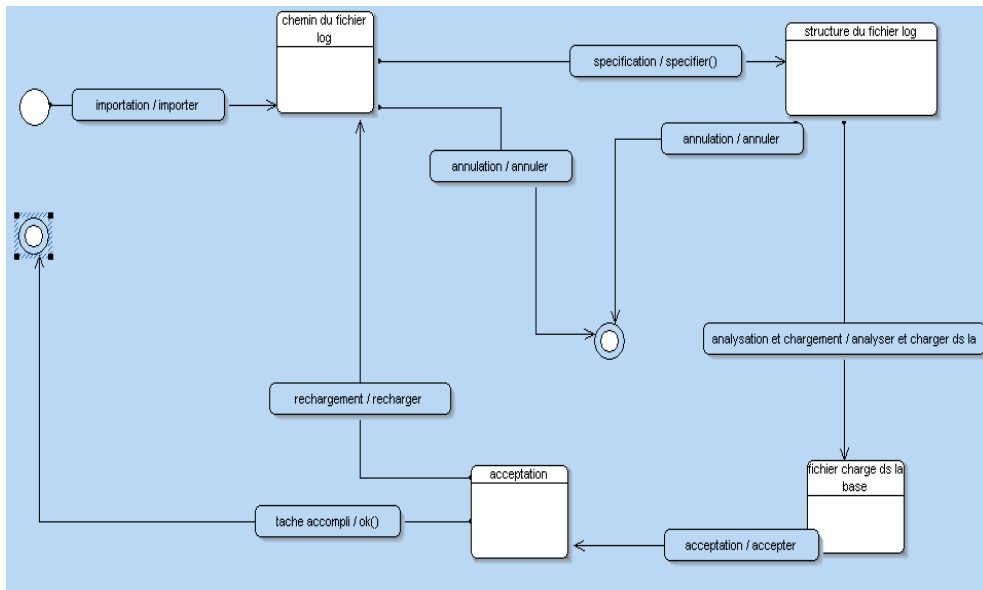 chemin du fichier
log
structure du fichier log
specification / specifier()
importation / importer
annulation / annuler
annulation / annuler
analysation et chargement / analyser et charger ds la
rechargement / recharger
acceptation
fichier charge ds la
base
tache accompli / ok()
acceptation / accepter